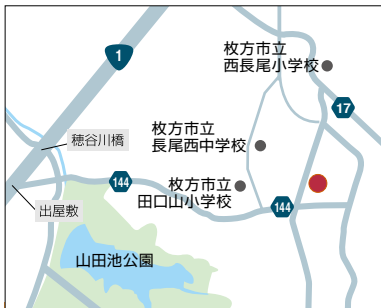 1
枚方市立
西長尾小学校
17
穂谷川橋
枚方市立
長尾西中学校
144
枚方市立
田口山小学校
144
出屋敷
山田池公園